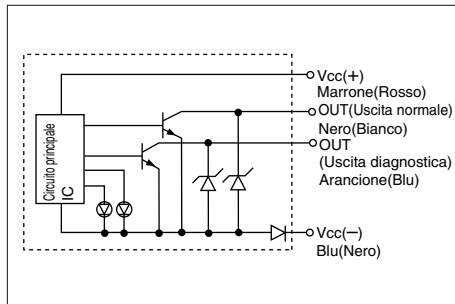 Vcc(+)
Marrone(Rosso)
OUT(Uscita normale)
Nero(Bianco)
OUT
(Uscita diagnostica)
Arancione(Blu)
Circuito principale
IC
Vcc(−)
Blu(Nero)